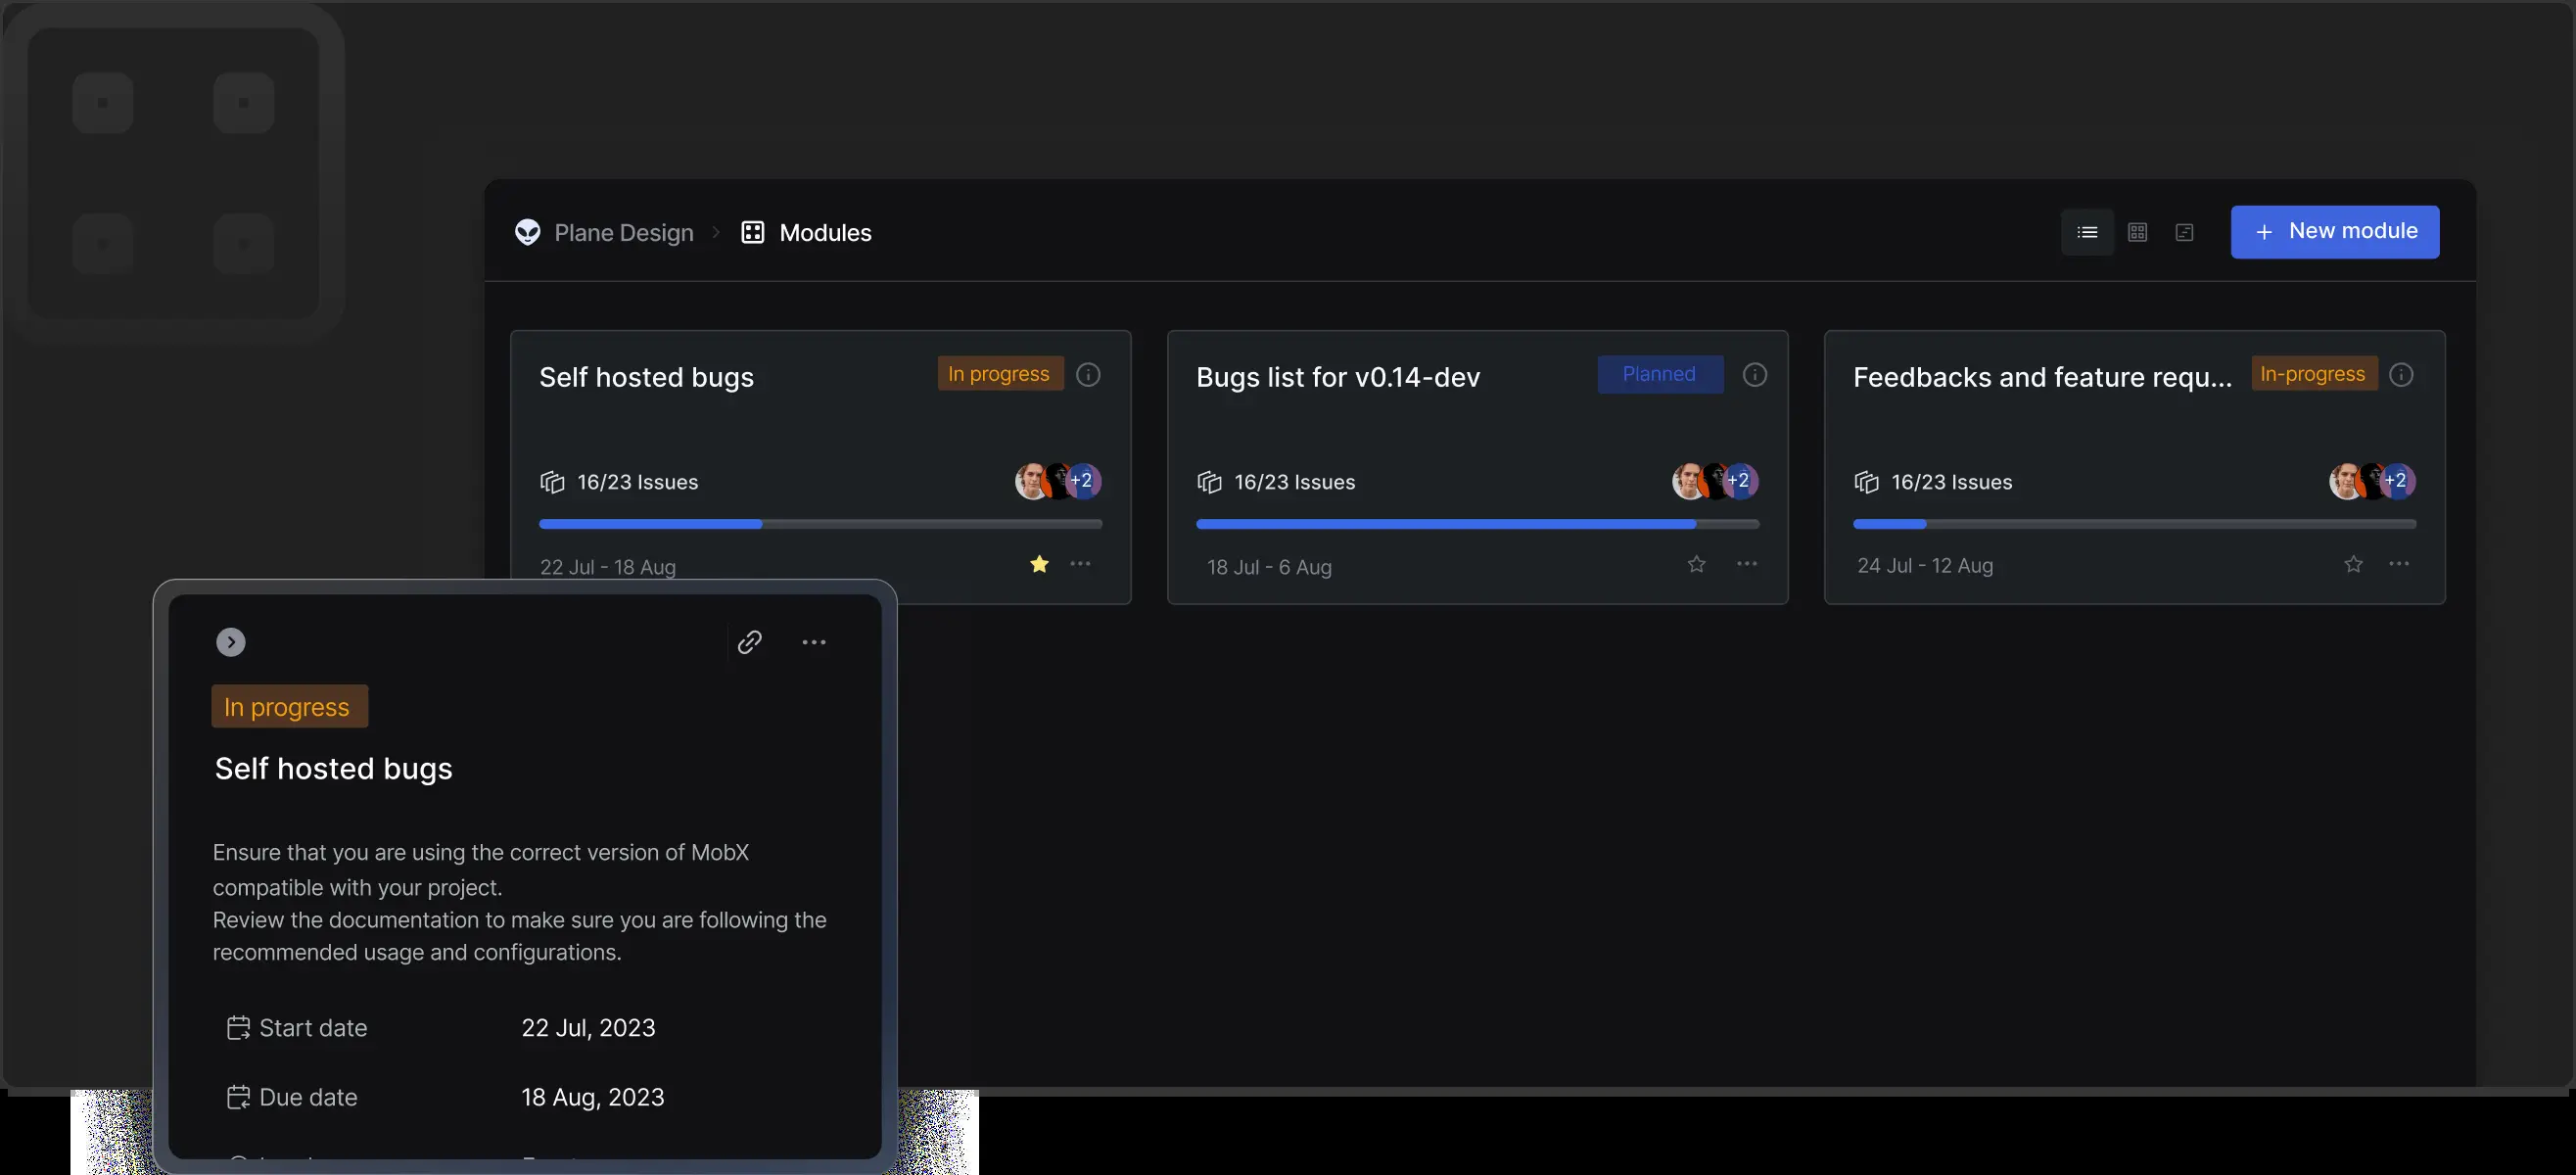 Plane Design
Modules
New module
Self hosted bugs
In progress
16/23 Issues
+2
22 Jul - 18 Aug
Bugs list for v0.14-dev
Planned
16/23 Issues
+2
18 Jul - 6 Aug
Feedbacks and feature requ...
In-progress
16/23 Issues
+2
24 Jul - 12 Aug
In progress
Self hosted bugs
Ensure that you are using the correct version of MobX
compatible with your project.
Review the documentation to make sure you are following the
recommended usage and configurations.
Start date 22 Jul, 2023
Due date 18 Aug, 2023